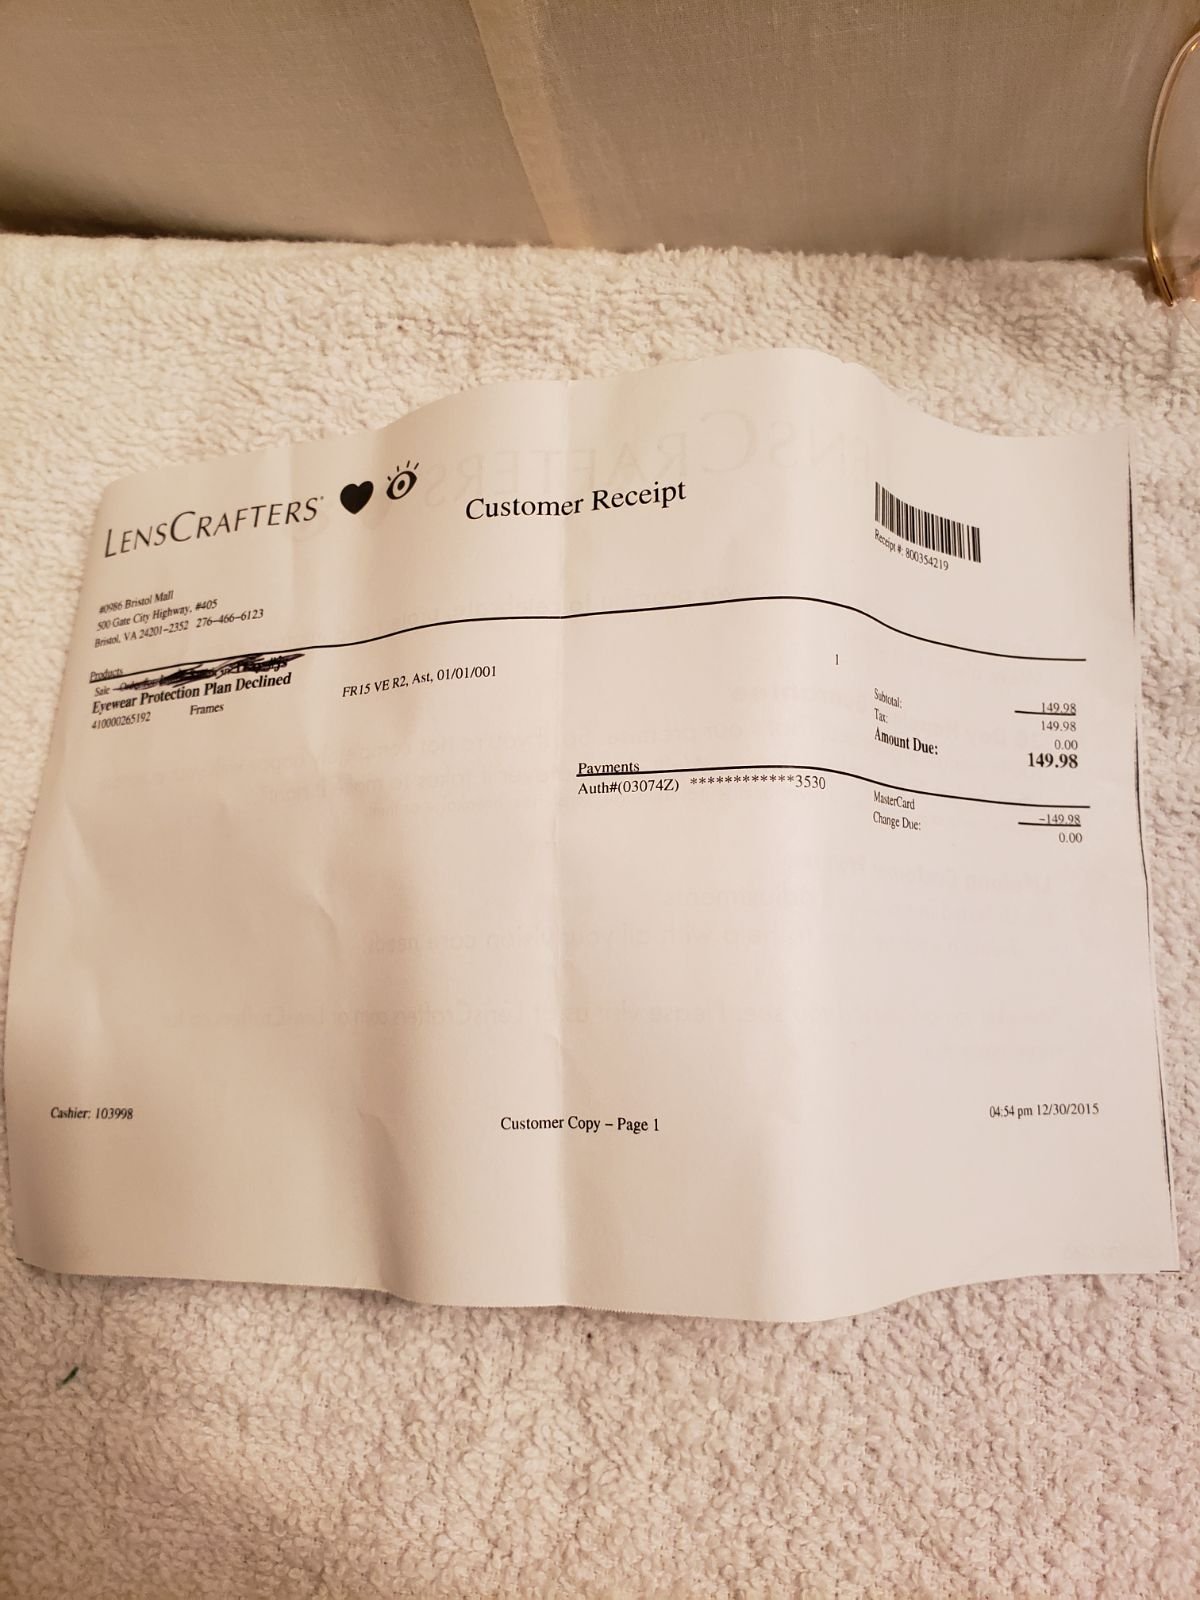 LENSCRAFTERS
Customer Receipt
Receipt #: 800354219
#0986 Bristol Mall
500 Gate City Highway, #405
Bristol, VA 24201-2352 276-466-6123
Products
Sale
Eyewear Protection Plan Declined
410000265192 Frames FR15 VE R2, Ast, 01/01/001 1 149.98
Subtotal: 149.98
Tax: 0.00
Amount Due: 149.98
Payments
Auth#(03074Z) ************3530 MasterCard -149.98
Change Due: 0.00
Cashier: 103998 Customer Copy – Page 1 04:54 pm 12/30/2015